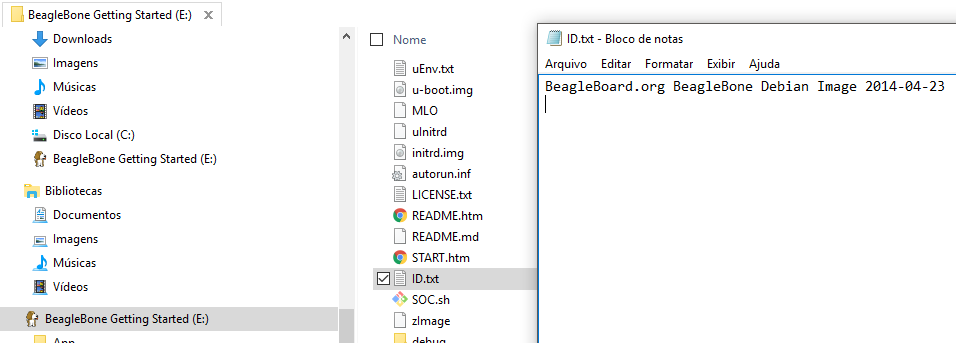 BeagleBone Getting Started (E:)
Downloads
Imagens
Músicas
Vídeos
Disco Local (C:)
BeagleBone Getting Started (E:)
Bibliotecas
Documentos
Imagens
Músicas
Vídeos
BeagleBone Getting Started (E:)
App
Nome
uEnv.txt
u-boot.img
MLO
uInitrd
initrd.img
autorun.inf
LICENSE.txt
README.htm
README.md
START.htm
ID.txt
SOC.sh
zImage
debug
ID.txt - Bloco de notas
Arquivo Editar Formatar Exibir Ajuda
BeagleBoard.org BeagleBone Debian Image 2014-04-23